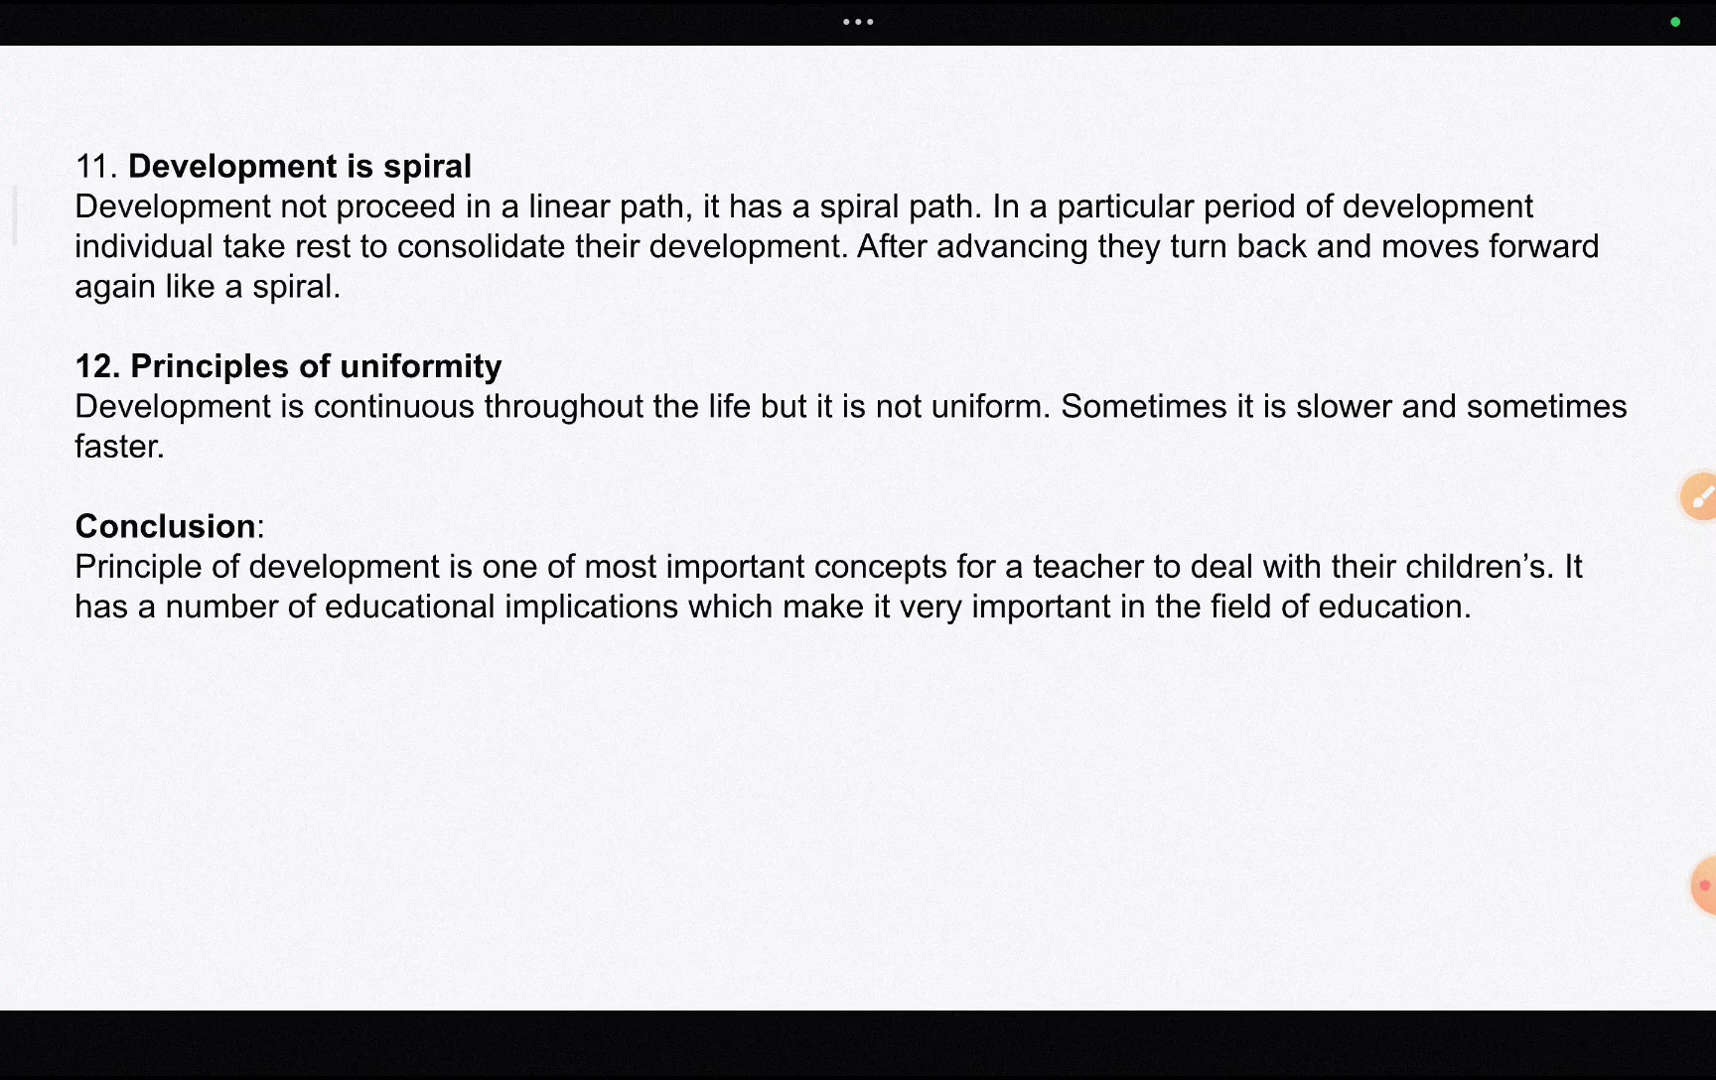 11. Development is spiral
Development not proceed in a linear path, it has a spiral path. In a particular period of development
individual take rest to consolidate their development. After advancing they turn back and moves forward
again like a spiral.
12. Principles of uniformity
Development is continuous throughout the life but it is not uniform. Sometimes it is slower and sometimes
faster.
Conclusion:
Principle of development is one of most important concepts for a teacher to deal with their children’s. It
has a number of educational implications which make it very important in the field of education.